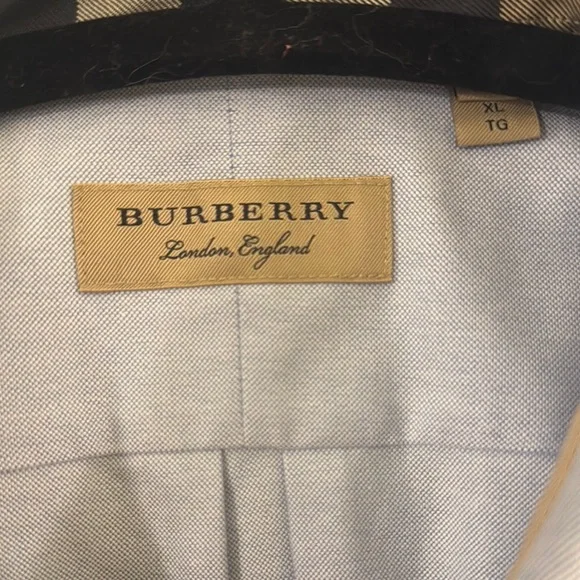 XL
TG
BURBERRY
London, England